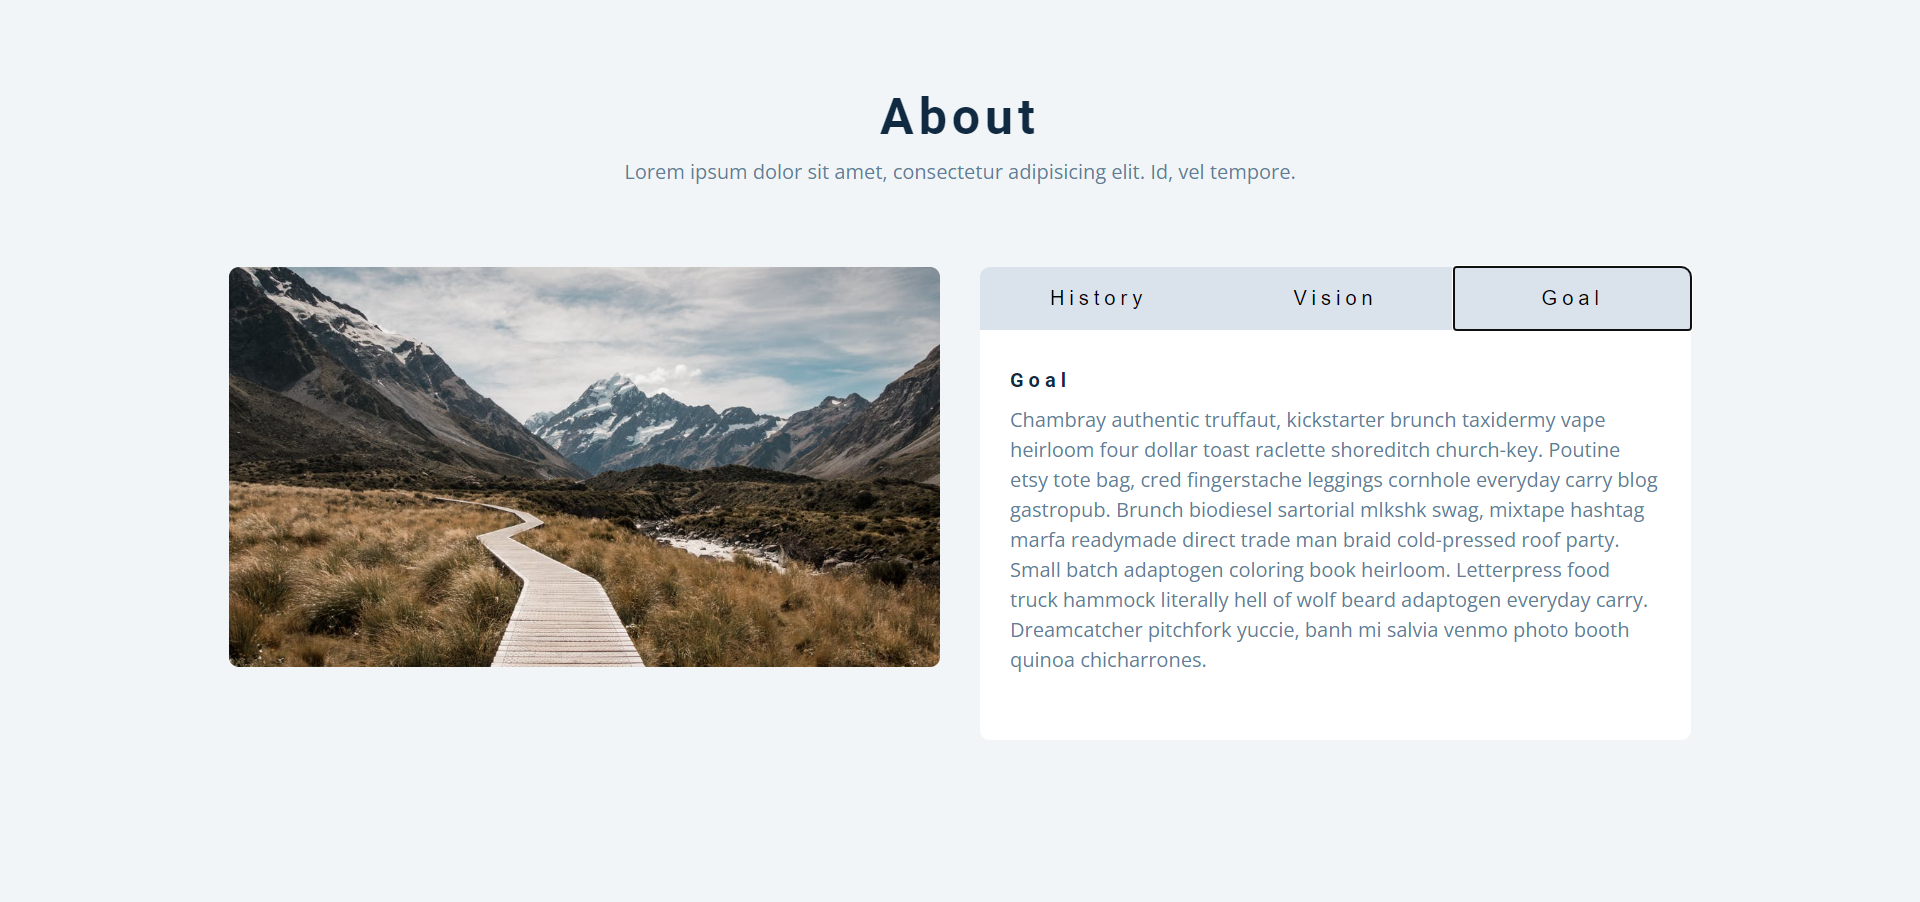 About
Lorem ipsum dolor sit amet, consectetur adipisicing elit. Id, vel tempore.
History Vision Goal
Goal
Chambray authentic truffaut, kickstarter brunch taxidermy vape
heirloom four dollar toast raclette shoreditch church-key. Poutine
etsy tote bag, cred fingerstache leggings cornhole everyday carry blog
gastropub. Brunch biodiesel sartorial mlkshk swag, mixtape hashtag
marfa readymade direct trade man braid cold-pressed roof party.
Small batch adaptogen coloring book heirloom. Letterpress food
truck hammock literally hell of wolf beard adaptogen everyday carry.
Dreamcatcher pitchfork yuccie, banh mi salvia venmo photo booth
quinoa chicharrones.